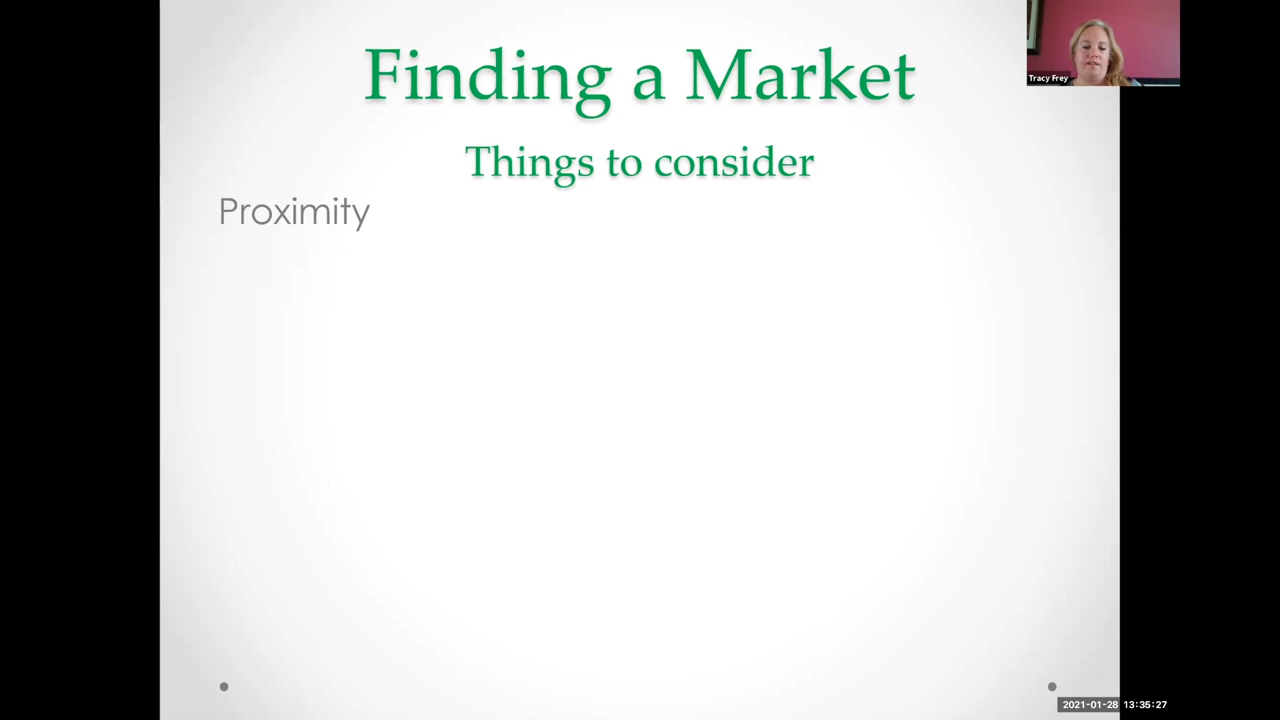 Finding a Market
Things to consider
Proximity
Tracy Frey
2021-01-28 13:35:27